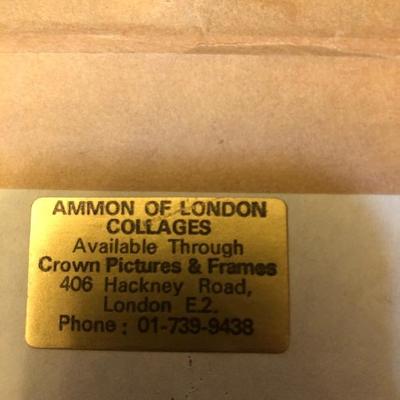 AMMON OF LONDON
COLLAGES
Available Through
Crown Pictures & Frames
406 Hackney Road,
London E.2.
Phone : 01-739-9438